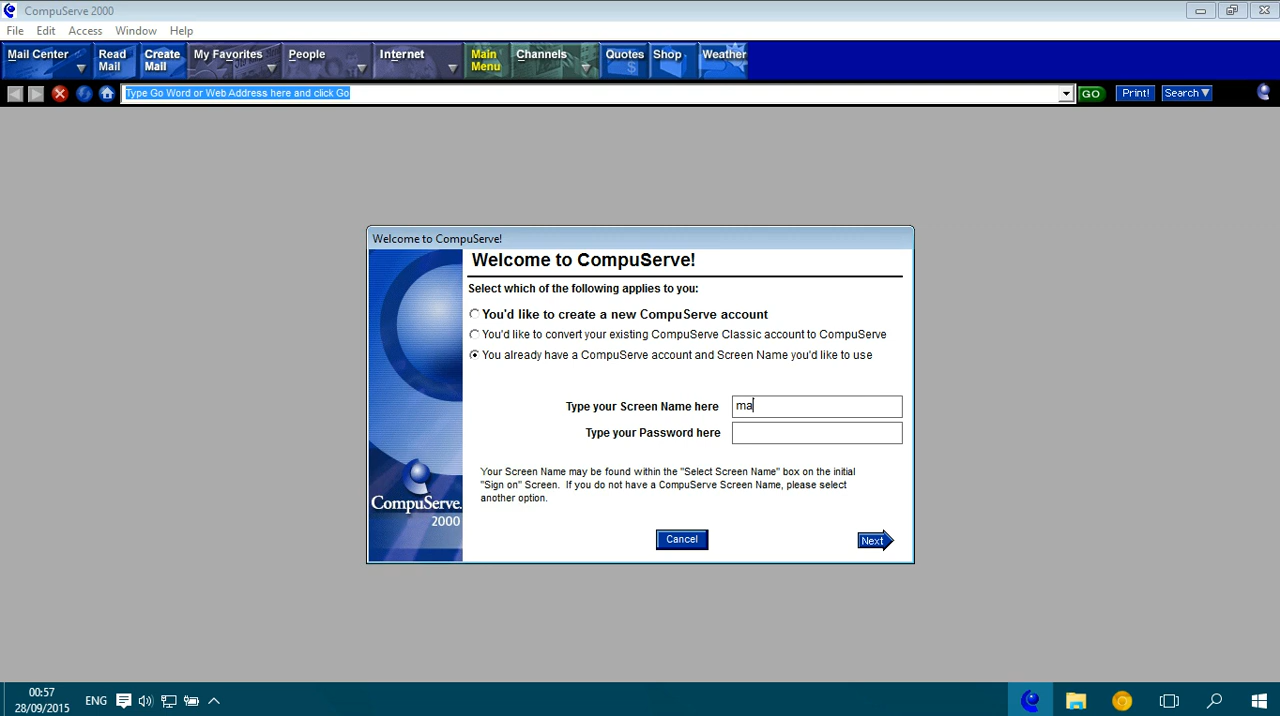 CompuServe 2000
File Edit Access Window Help
Mail Center Read Mail Create Mail My Favorites People Internet Main Menu Channels Quotes Shop Weather
Type Go Word or Web Address here and click Go GO Print! Search
Welcome to CompuServe!
Welcome to CompuServe!
Select which of the following applies to you:
You'd like to create a new CompuServe account
You'd like to convert your existing CompuServe Classic account to CompuServe
You already have a CompuServe account and Screen Name you'd like to use
Type your Screen Name here ma
Type your Password here
Your Screen Name may be found within the "Select Screen Name" box on the initial
"Sign on" Screen. If you do not have a CompuServe Screen Name, please select
another option.
CompuServe.
2000
Cancel Next
00:57
28/09/2015
ENG